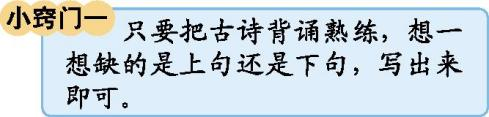 小窍门一
只要把古诗背诵熟练，想一
想缺的是上句还是下句，写出来
即可。